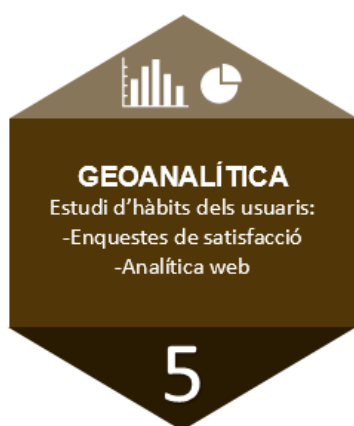 GEOANALÍTICA
Estudi d’hàbits dels usuaris:
-Enquestes de satisfacció
-Analítica web
5